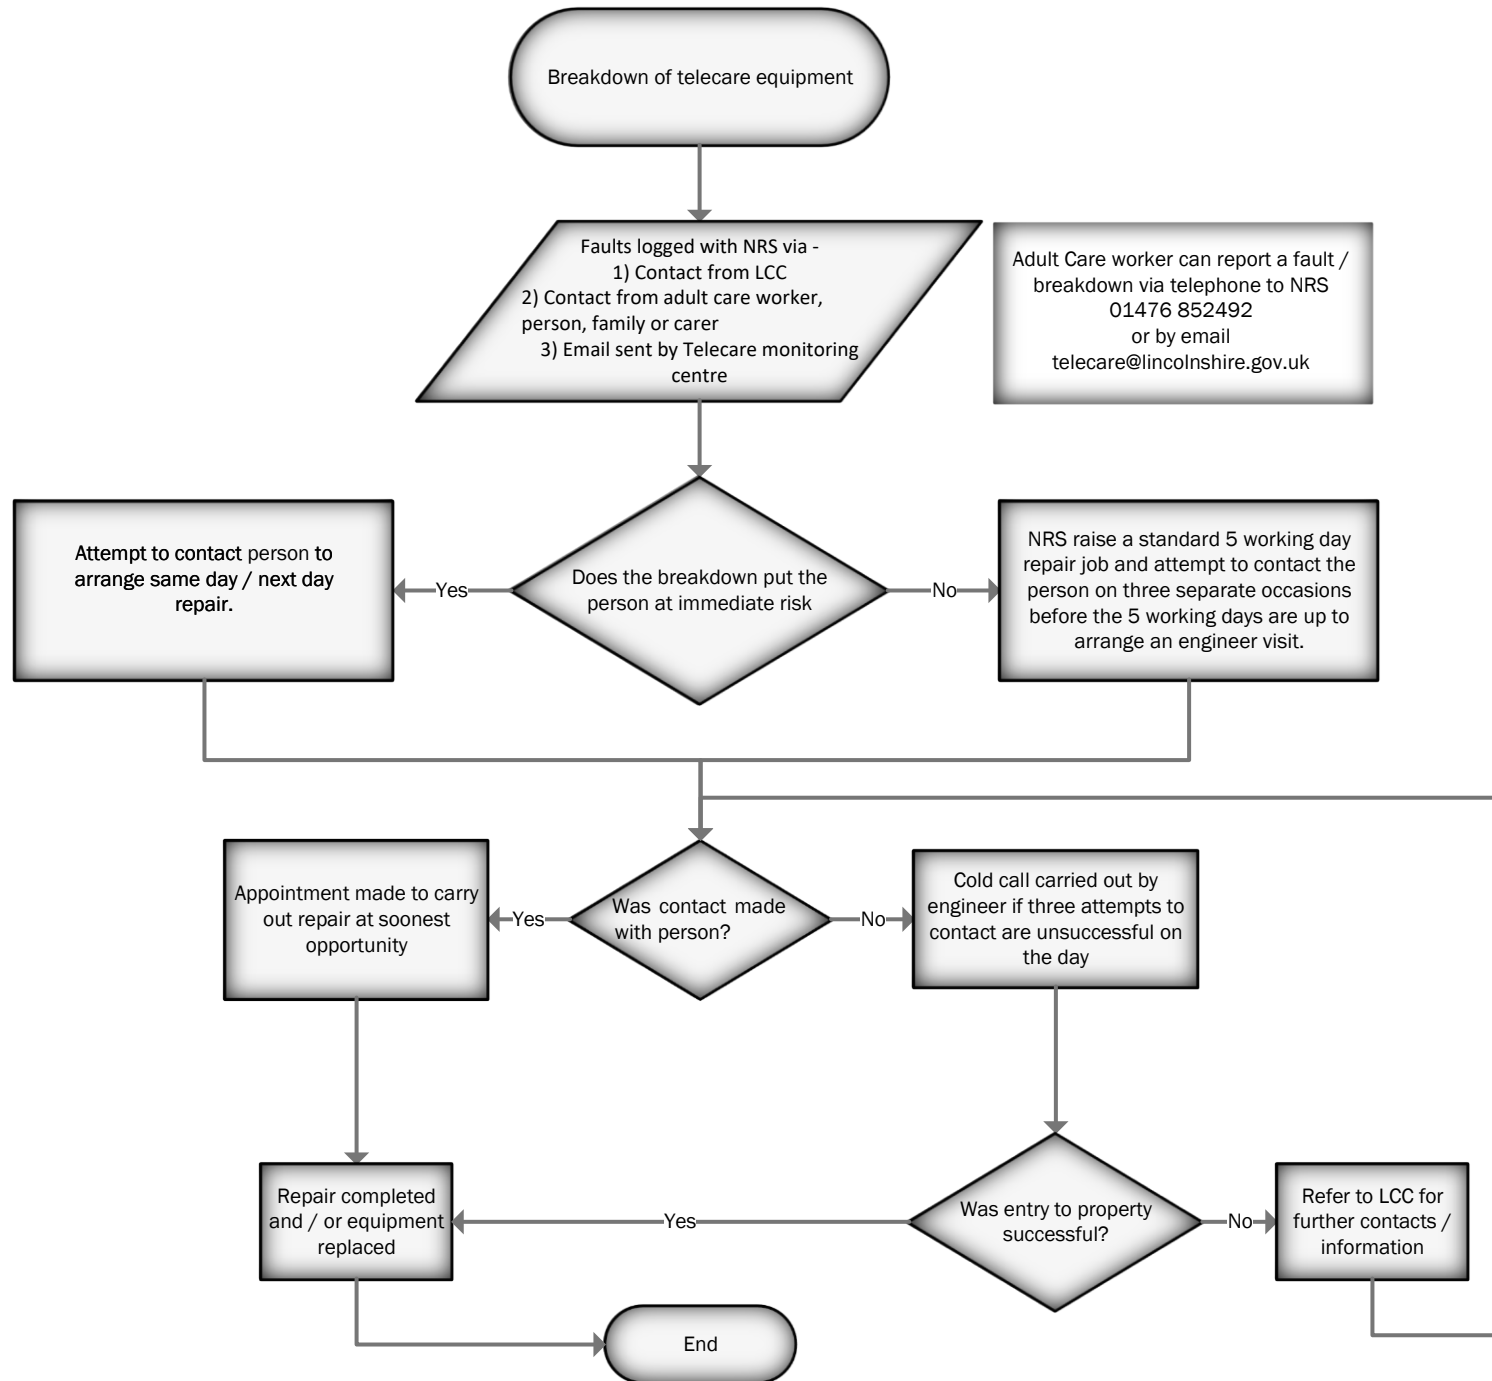 Breakdown of telecare equipment
Faults logged with NRS via -
1) Contact from LCC
2) Contact from adult care worker,
person, family or carer
3) Email sent by Telecare monitoring
centre
Adult Care worker can report a fault /
breakdown via telephone to NRS
01476 852492
or by email
telecare@lincolnshire.gov.uk
Attempt to contact person to
arrange same day / next day
repair.
Yes
Does the breakdown put the
person at immediate risk
No
NRS raise a standard 5 working day
repair job and attempt to contact the
person on three separate occasions
before the 5 working days are up to
arrange an engineer visit.
Appointment made to carry
out repair at soonest
opportunity
Yes
Was contact made
with person?
No
Cold call carried out by
engineer if three attempts to
contact are unsuccessful on
the day
Repair completed
and / or equipment
replaced
Yes
Was entry to property
successful?
No
Refer to LCC for
further contacts /
information
End